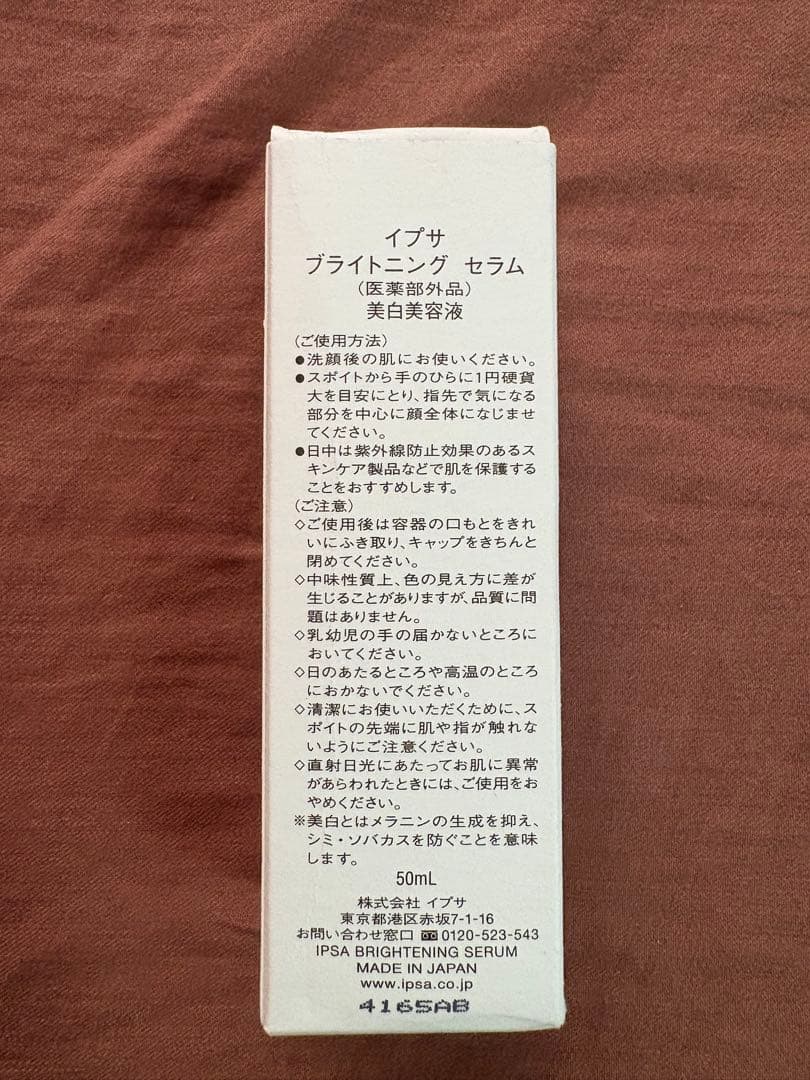 イプサ
ブライトニング セラム
（医薬部外品）
美白美容液
（ご使用方法）
●洗顔後の肌にお使いください。
●スポイトから手のひらに1円硬貨
大を目安にとり、指先で気になる
部分を中心に顔全体になじませ
てください。
●日中は紫外線防止効果のあるス
キンケア製品などで肌を保護する
ことをおすすめします。
（ご注意）
◇ご使用後は容器の口もとをきれ
いにふき取り、キャップをきちんと
閉めてください。
◇中味性質上、色の見え方に差が
生じることがありますが、品質に問
題はありません。
◇乳幼児の手の届かないところに
おいてください。
◇日のあたるところや高温のところ
におかないでください。
◇清潔にお使いいただくために、ス
ポイトの先端に肌や指が触れな
いようにご注意ください。
◇直射日光にあたってお肌に異常
があらわれたときには、ご使用をお
やめください。
※美白とはメラニンの生成を抑え、
シミ・ソバカスを防ぐことを意味
します。
50mL
株式会社 イプサ
東京都港区赤坂7-1-16
お問い合わせ窓口 0120-523-543
IPSA BRIGHTENING SERUM
MADE IN JAPAN
www.ipsa.co.jp
4165AB